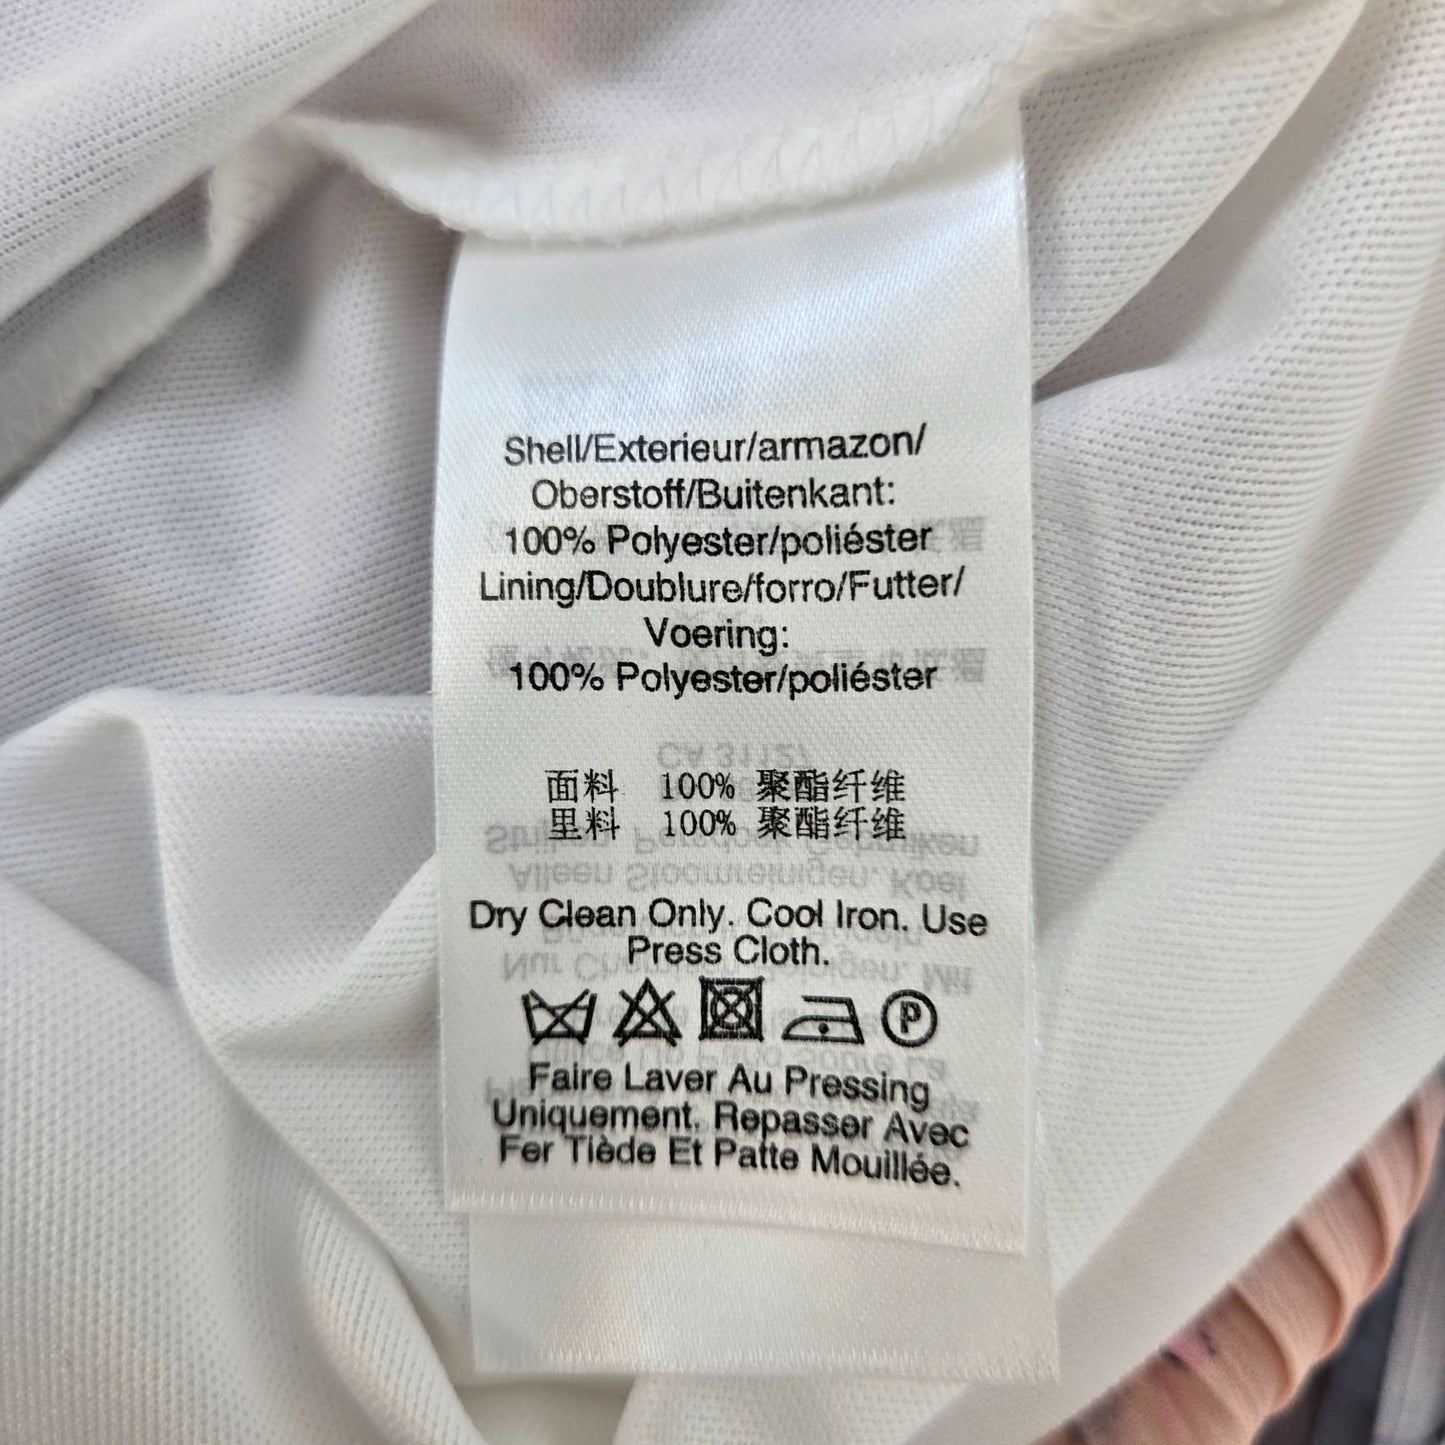 Shell/Exterieur/armazon/
Oberstoff/Buitenkant:
100% Polyester/poliéster
Lining/Doublure/forro/Futter/
Voering:
100% Polyester/poliéster
面料 100% 聚酯纤维
里料 100% 聚酯纤维
Dry Clean Only. Cool Iron. Use
Press Cloth.
P
Faire Laver Au Pressing
Uniquement. Repasser Avec
Fer Tiède Et Patte Mouillée.